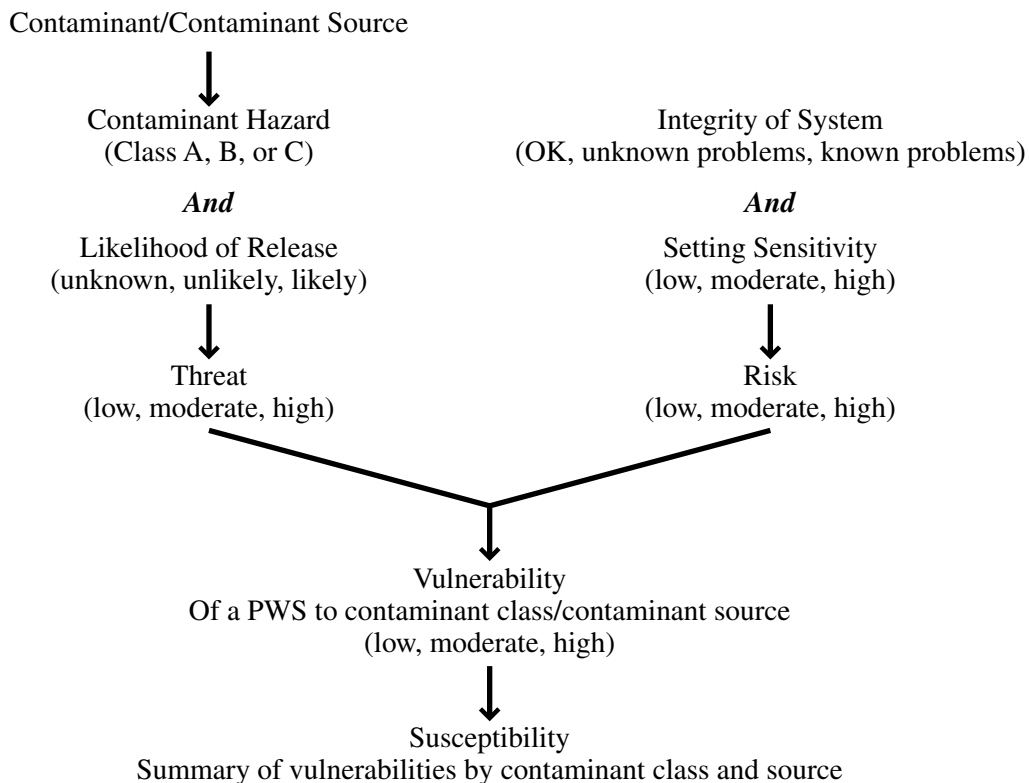 Contaminant/Contaminant Source
Contaminant Hazard
(Class A, B, or C)
And
Likelihood of Release
(unknown, unlikely, likely)
Threat
(low, moderate, high)
Integrity of System
(OK, unknown problems, known problems)
And
Setting Sensitivity
(low, moderate, high)
Risk
(low, moderate, high)
Vulnerability
Of a PWS to contaminant class/contaminant source
(low, moderate, high)
Susceptibility
Summary of vulnerabilities by contaminant class and source